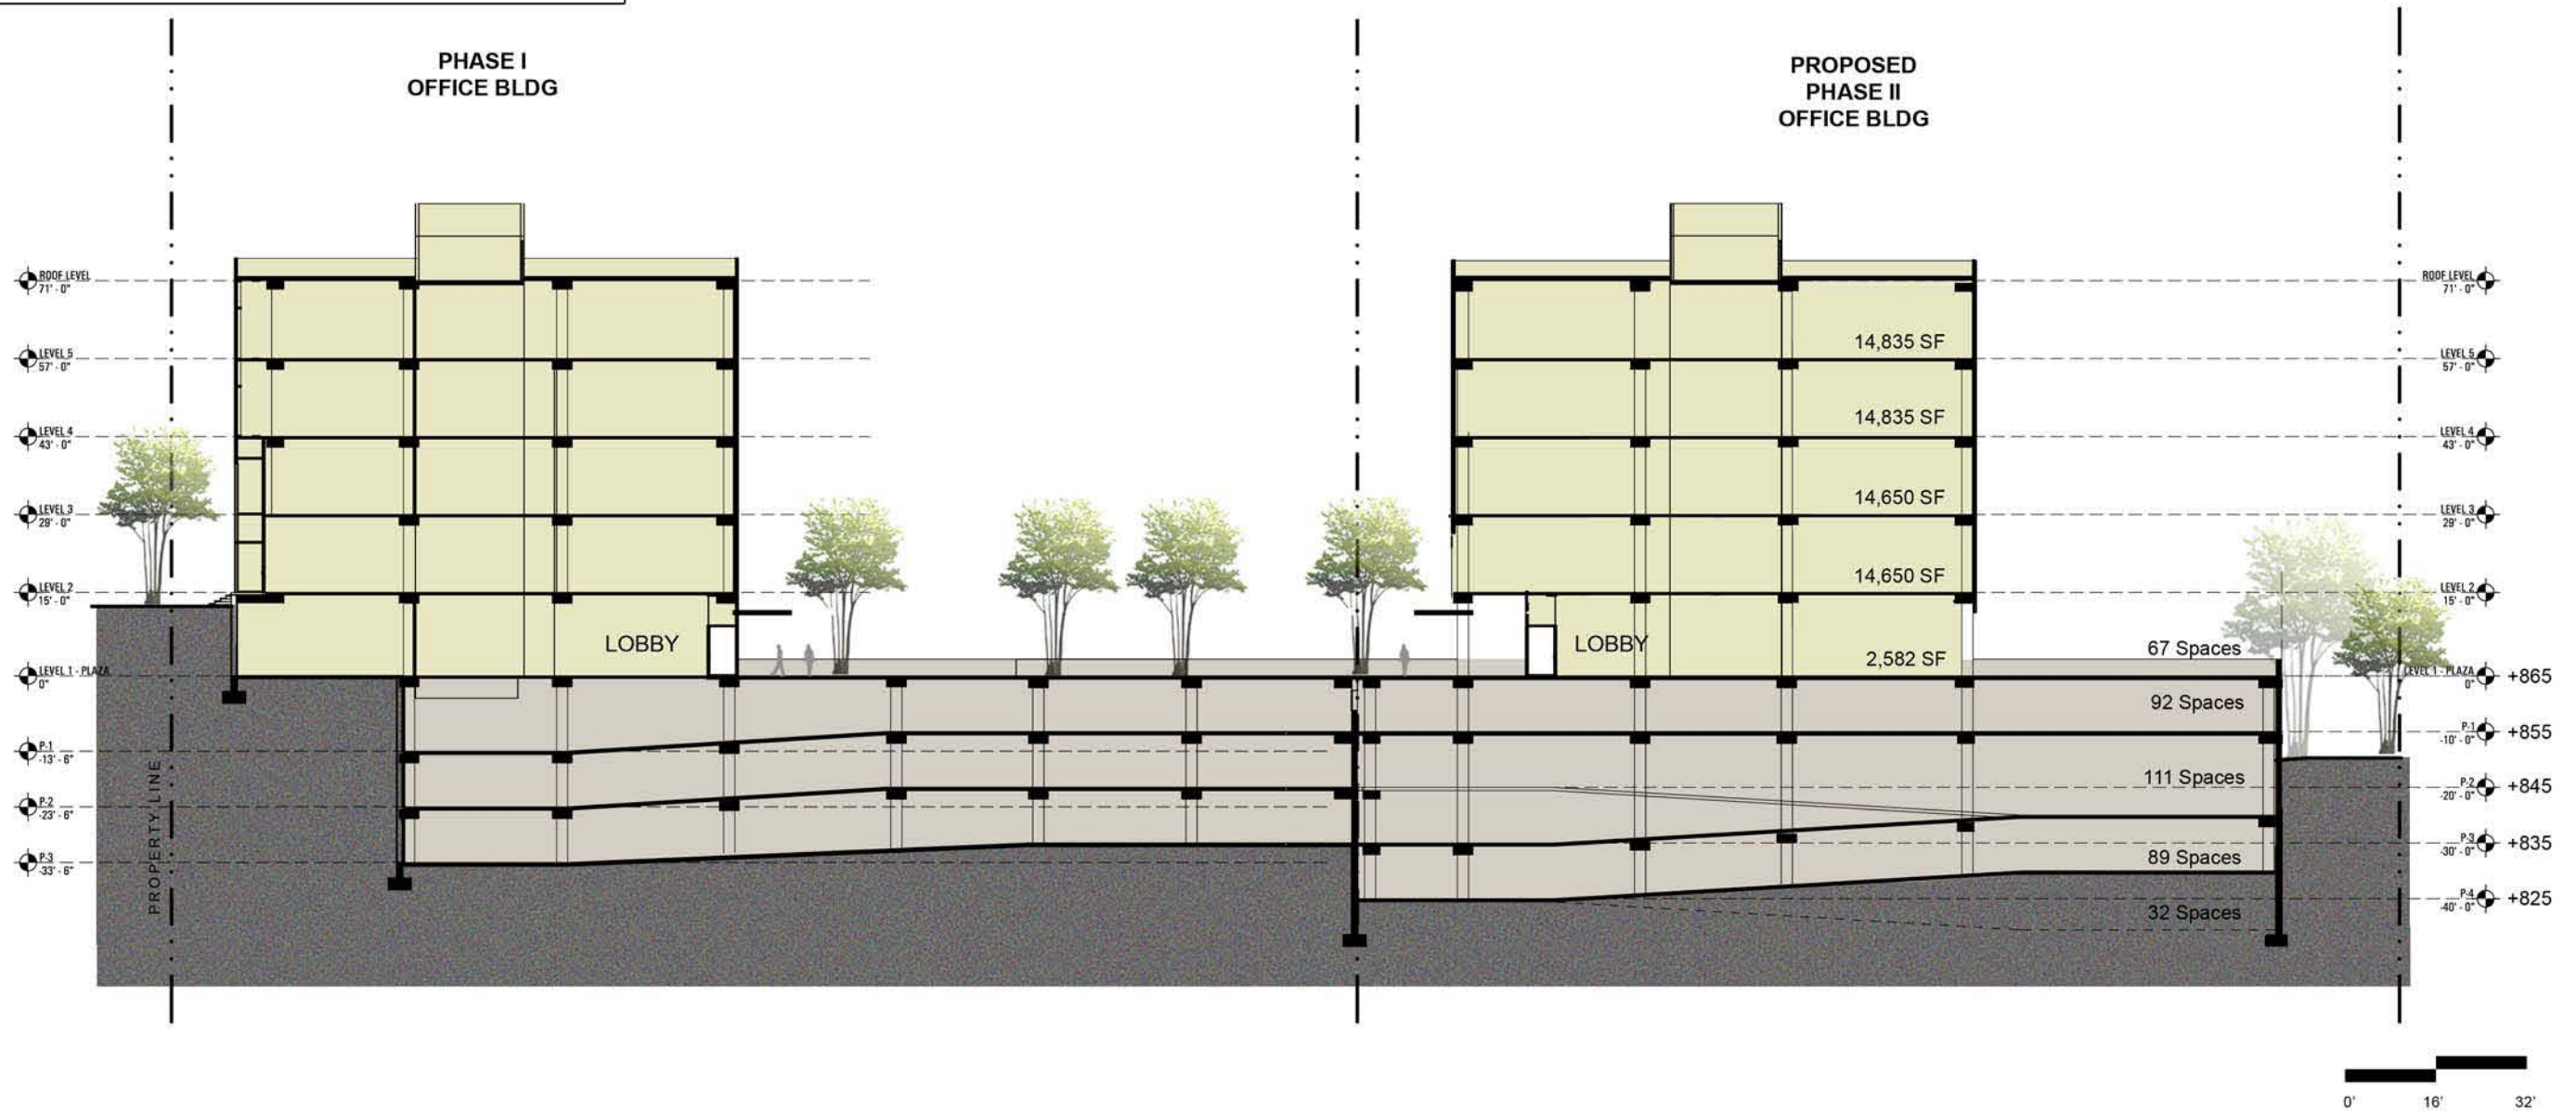 PHASE I
OFFICE BLDG
PROPOSED
PHASE II
OFFICE BLDG
ROOF LEVEL
71' - 0"
LEVEL 5
57' - 0"
LEVEL 4
43' - 0"
LEVEL 3
29' - 0"
LEVEL 2
15' - 0"
LEVEL 1 - PLAZA
0"
P-1
-13' - 6"
P-2
-23' - 6"
P-3
-33' - 6"
PROPERTY LINE
LOBBY
LOBBY
14,835 SF
14,835 SF
14,650 SF
14,650 SF
2,582 SF
67 Spaces
92 Spaces
111 Spaces
89 Spaces
32 Spaces
ROOF LEVEL
71' - 0"
LEVEL 5
57' - 0"
LEVEL 4
43' - 0"
LEVEL 3
29' - 0"
LEVEL 2
15' - 0"
LEVEL 1 - PLAZA
0"
+865
P-1
-10' - 0"
+855
P-2
-20' - 0"
+845
P-3
-30' - 0"
+835
P-4
-40' - 0"
+825
0' 16' 32'